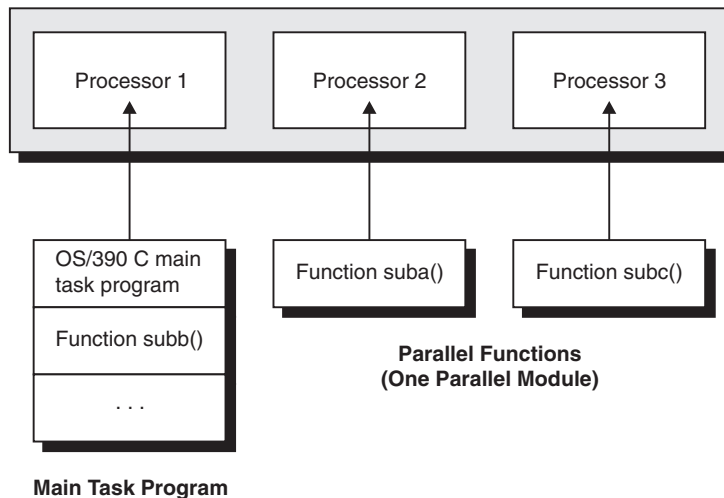 Processor 1
Processor 2
Processor 3
OS/390 C main
task program
Function subb()
. . .
Main Task Program
Function suba()
Function subc()
Parallel Functions
(One Parallel Module)